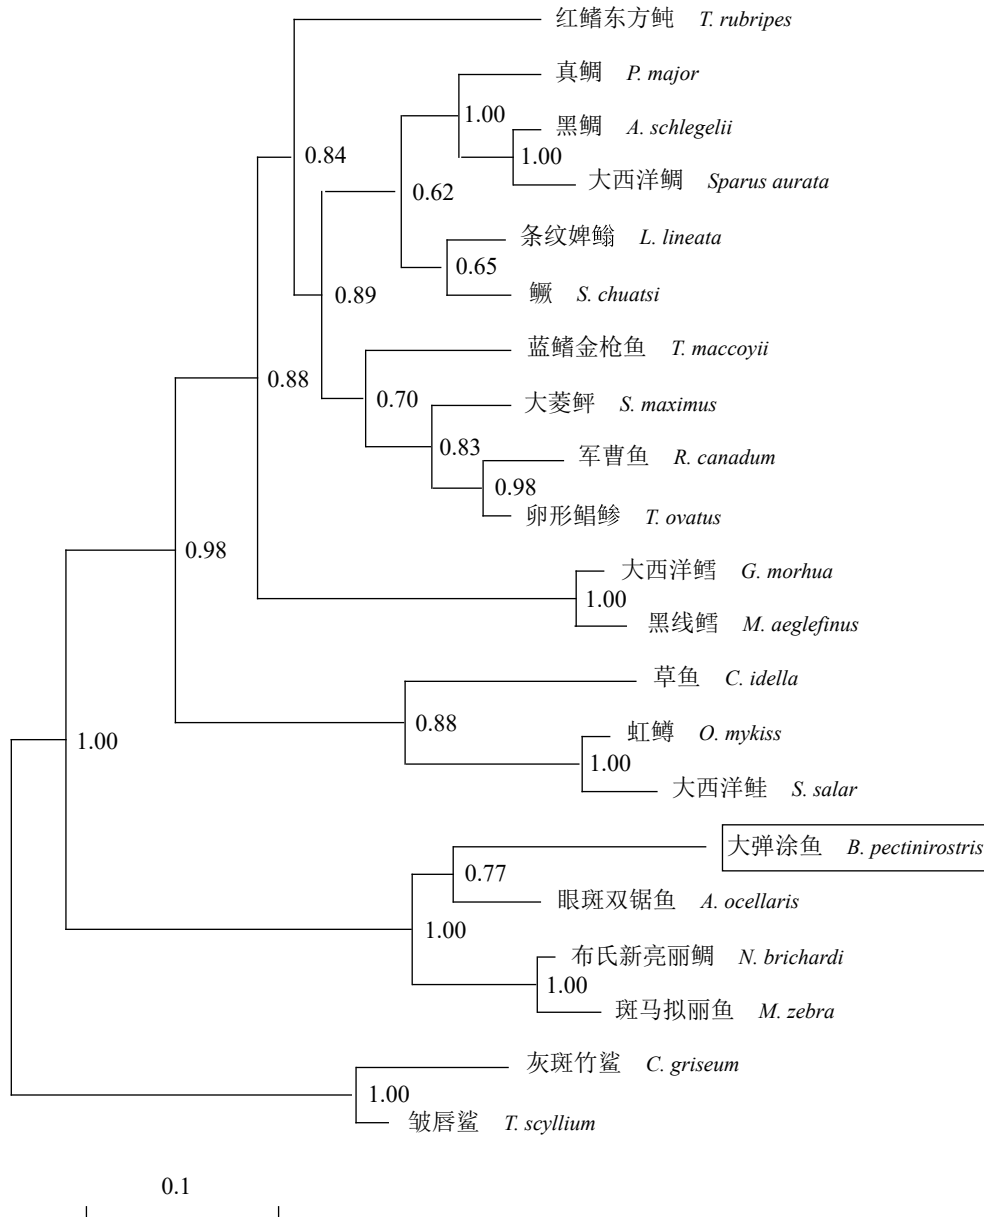 红鳍东方鲀 T. rubripes
真鲷 P. major
1.00
黑鲷 A. schlegelii
0.84
1.00
大西洋鲷 Sparus aurata
0.62
条纹婢鳚 L. lineata
0.65
0.89
鳜 S. chuatsi
蓝鳍金枪鱼 T. maccoyii
0.88
0.70
大菱鲆 S. maximus
0.83
军曹鱼 R. canadum
0.98
卵形鲳鲹 T. ovatus
0.98
大西洋鳕 G. morhua
1.00
黑线鳕 M. aeglefinus
草鱼 C. idella
0.88
虹鳟 O. mykiss
1.00
1.00
大西洋鲑 S. salar
大弹涂鱼 B. pectinirostris
0.77
眼斑双锯鱼 A. ocellaris
1.00
布氏新亮丽鲷 N. brichardi
1.00
斑马拟丽鱼 M. zebra
灰斑竹鲨 C. griseum
1.00
皱唇鲨 T. scyllium
0.1